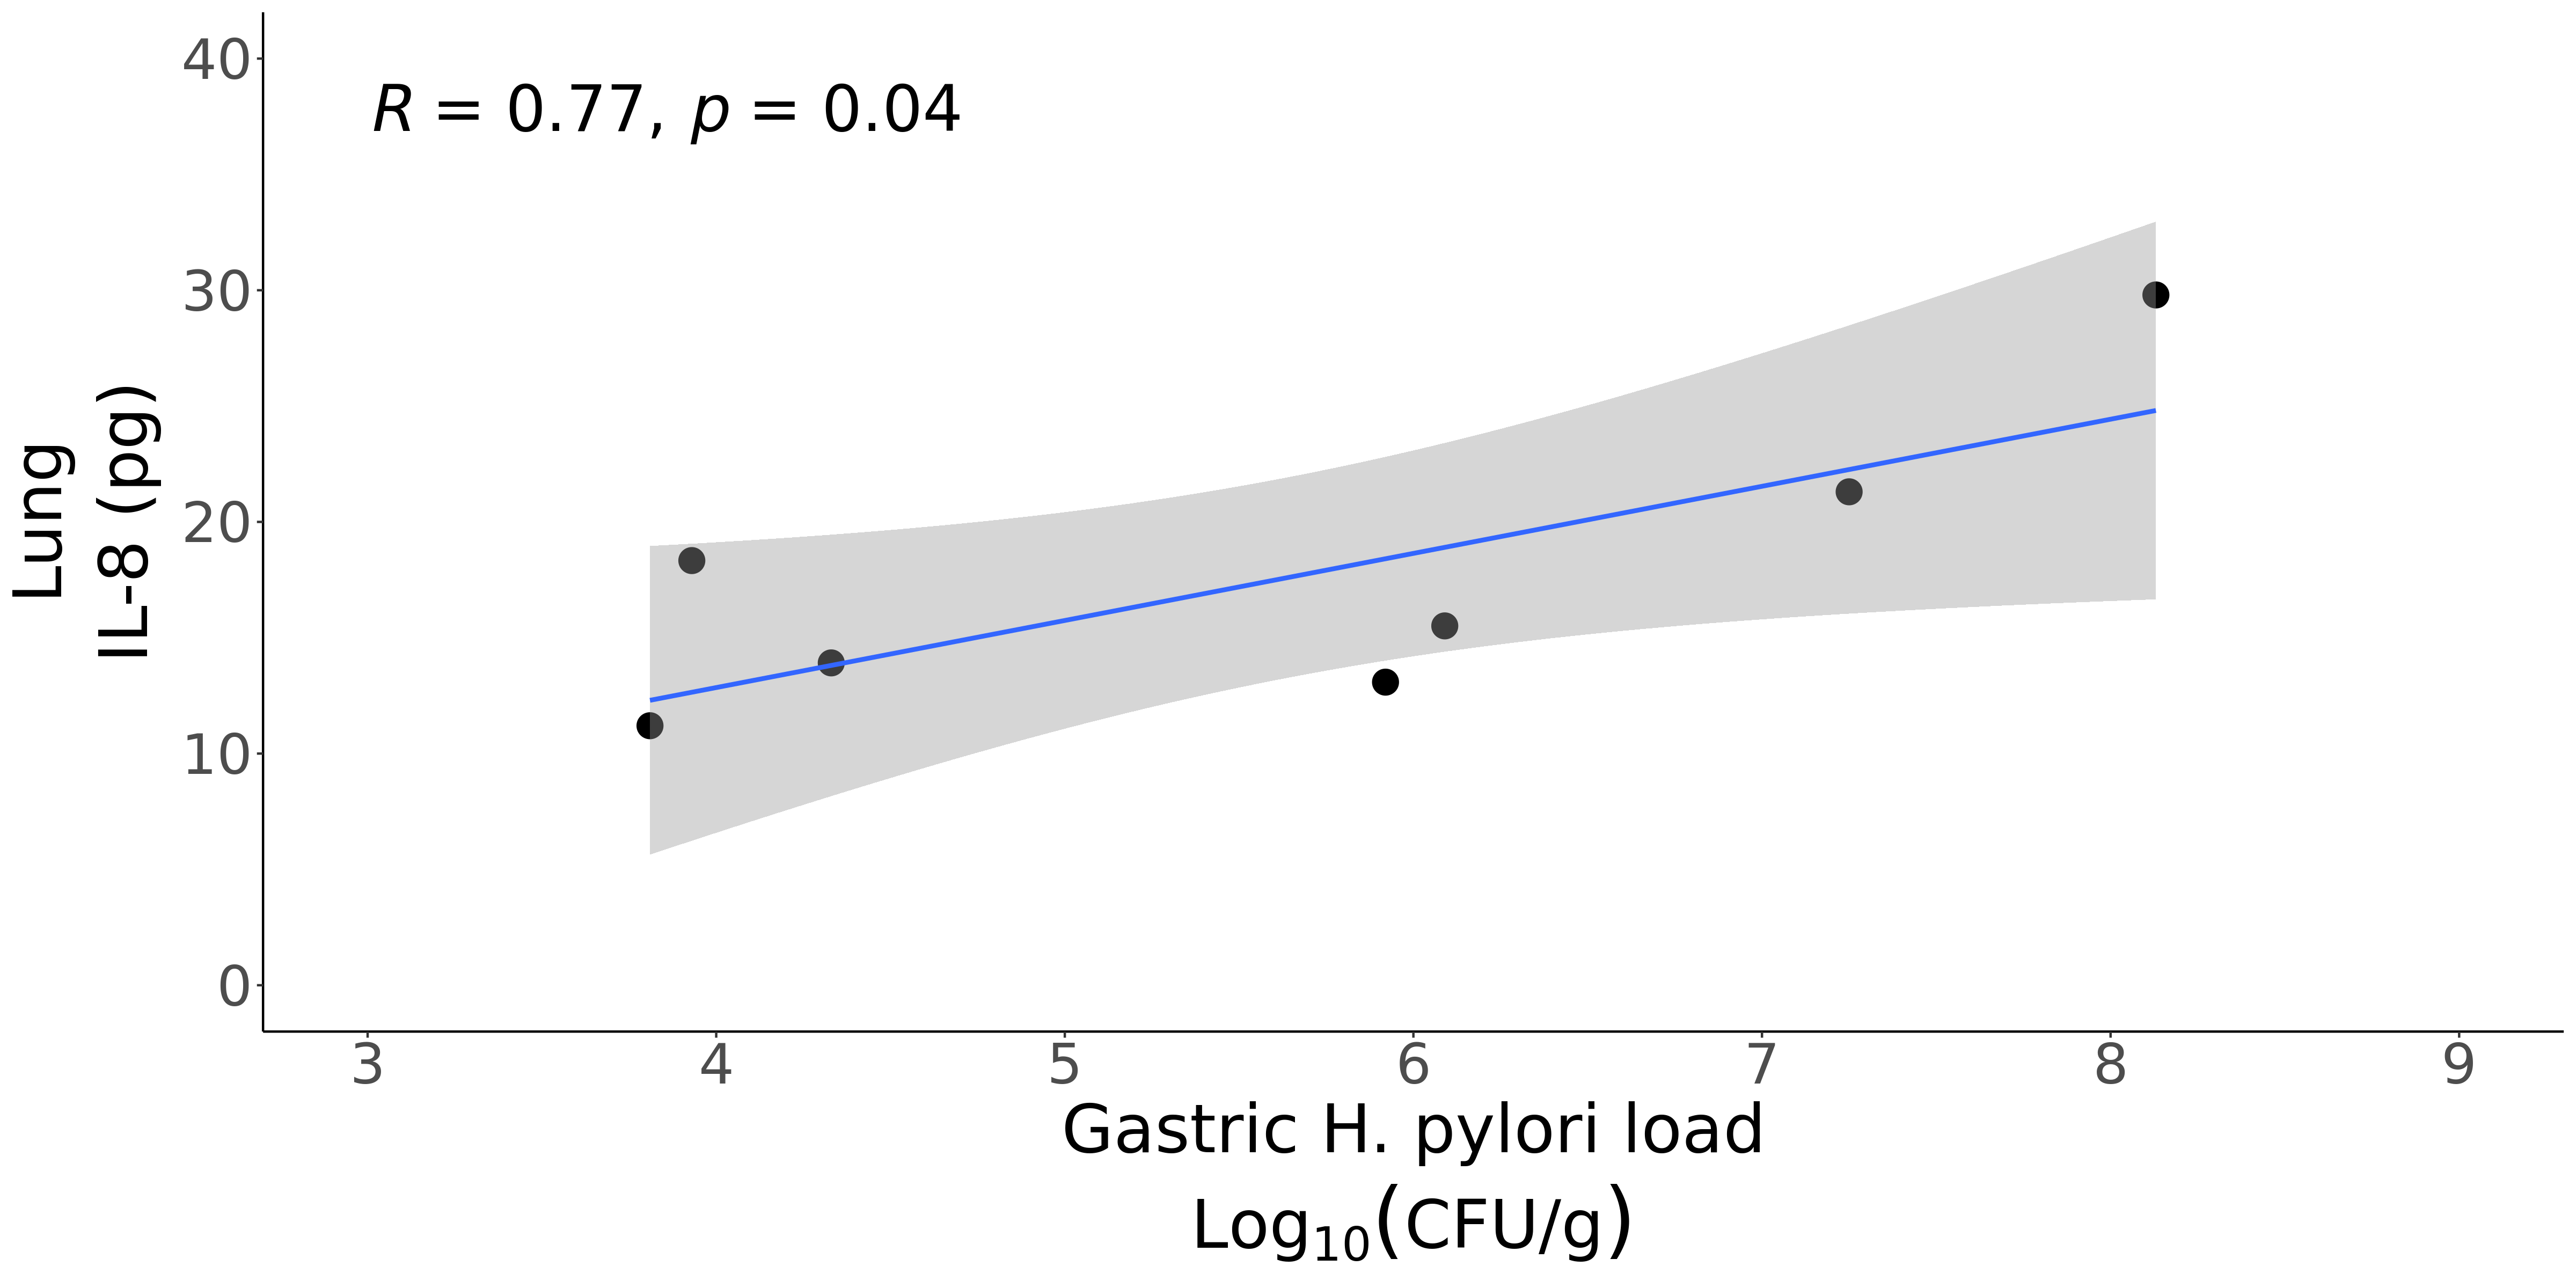 R = 0.77, p = 0.04
40
30
20
10
0
Lung
IL-8 (pg)
3 4 5 6 7 8 9
Gastric H. pylori load
Log₁₀(CFU/g)